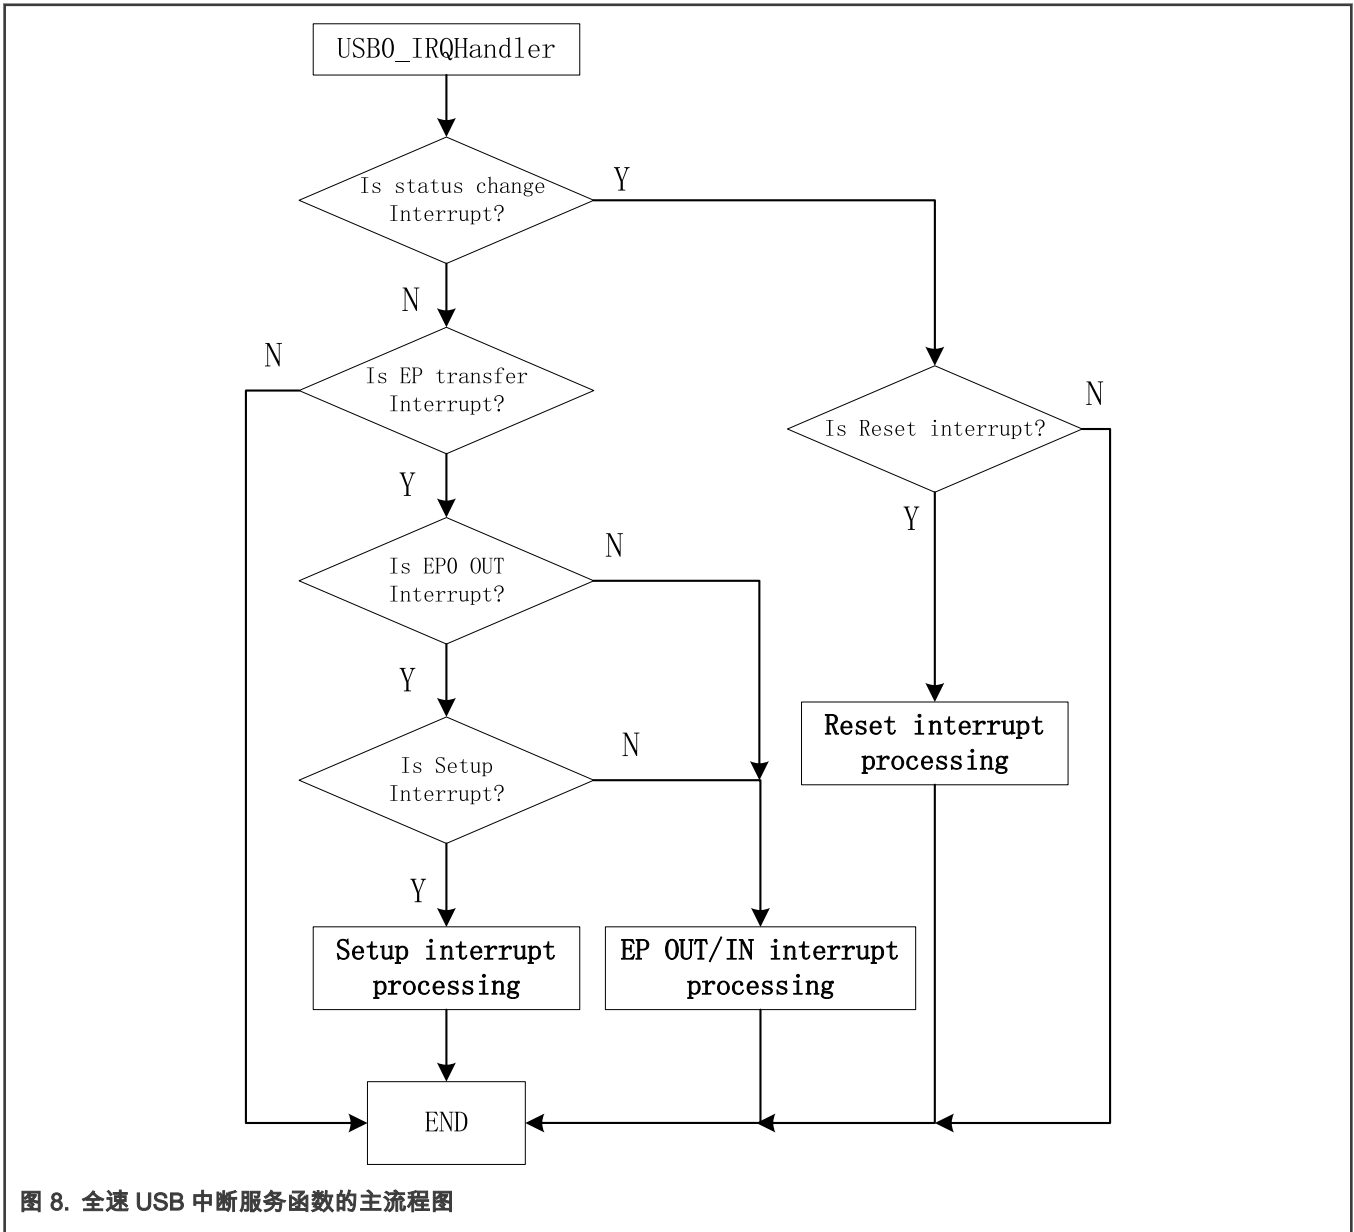 USB0_IRQHandler
Is status change
Interrupt?
Y
N
Is EP transfer
Interrupt?
N
Y
Is Reset interrupt?
N
Y
Is EP0 OUT
Interrupt?
N
Y
Is Setup
Interrupt?
N
Y
Reset interrupt
processing
Setup interrupt
processing
EP OUT/IN interrupt
processing
END
图 8. 全速 USB 中断服务函数的主流程图